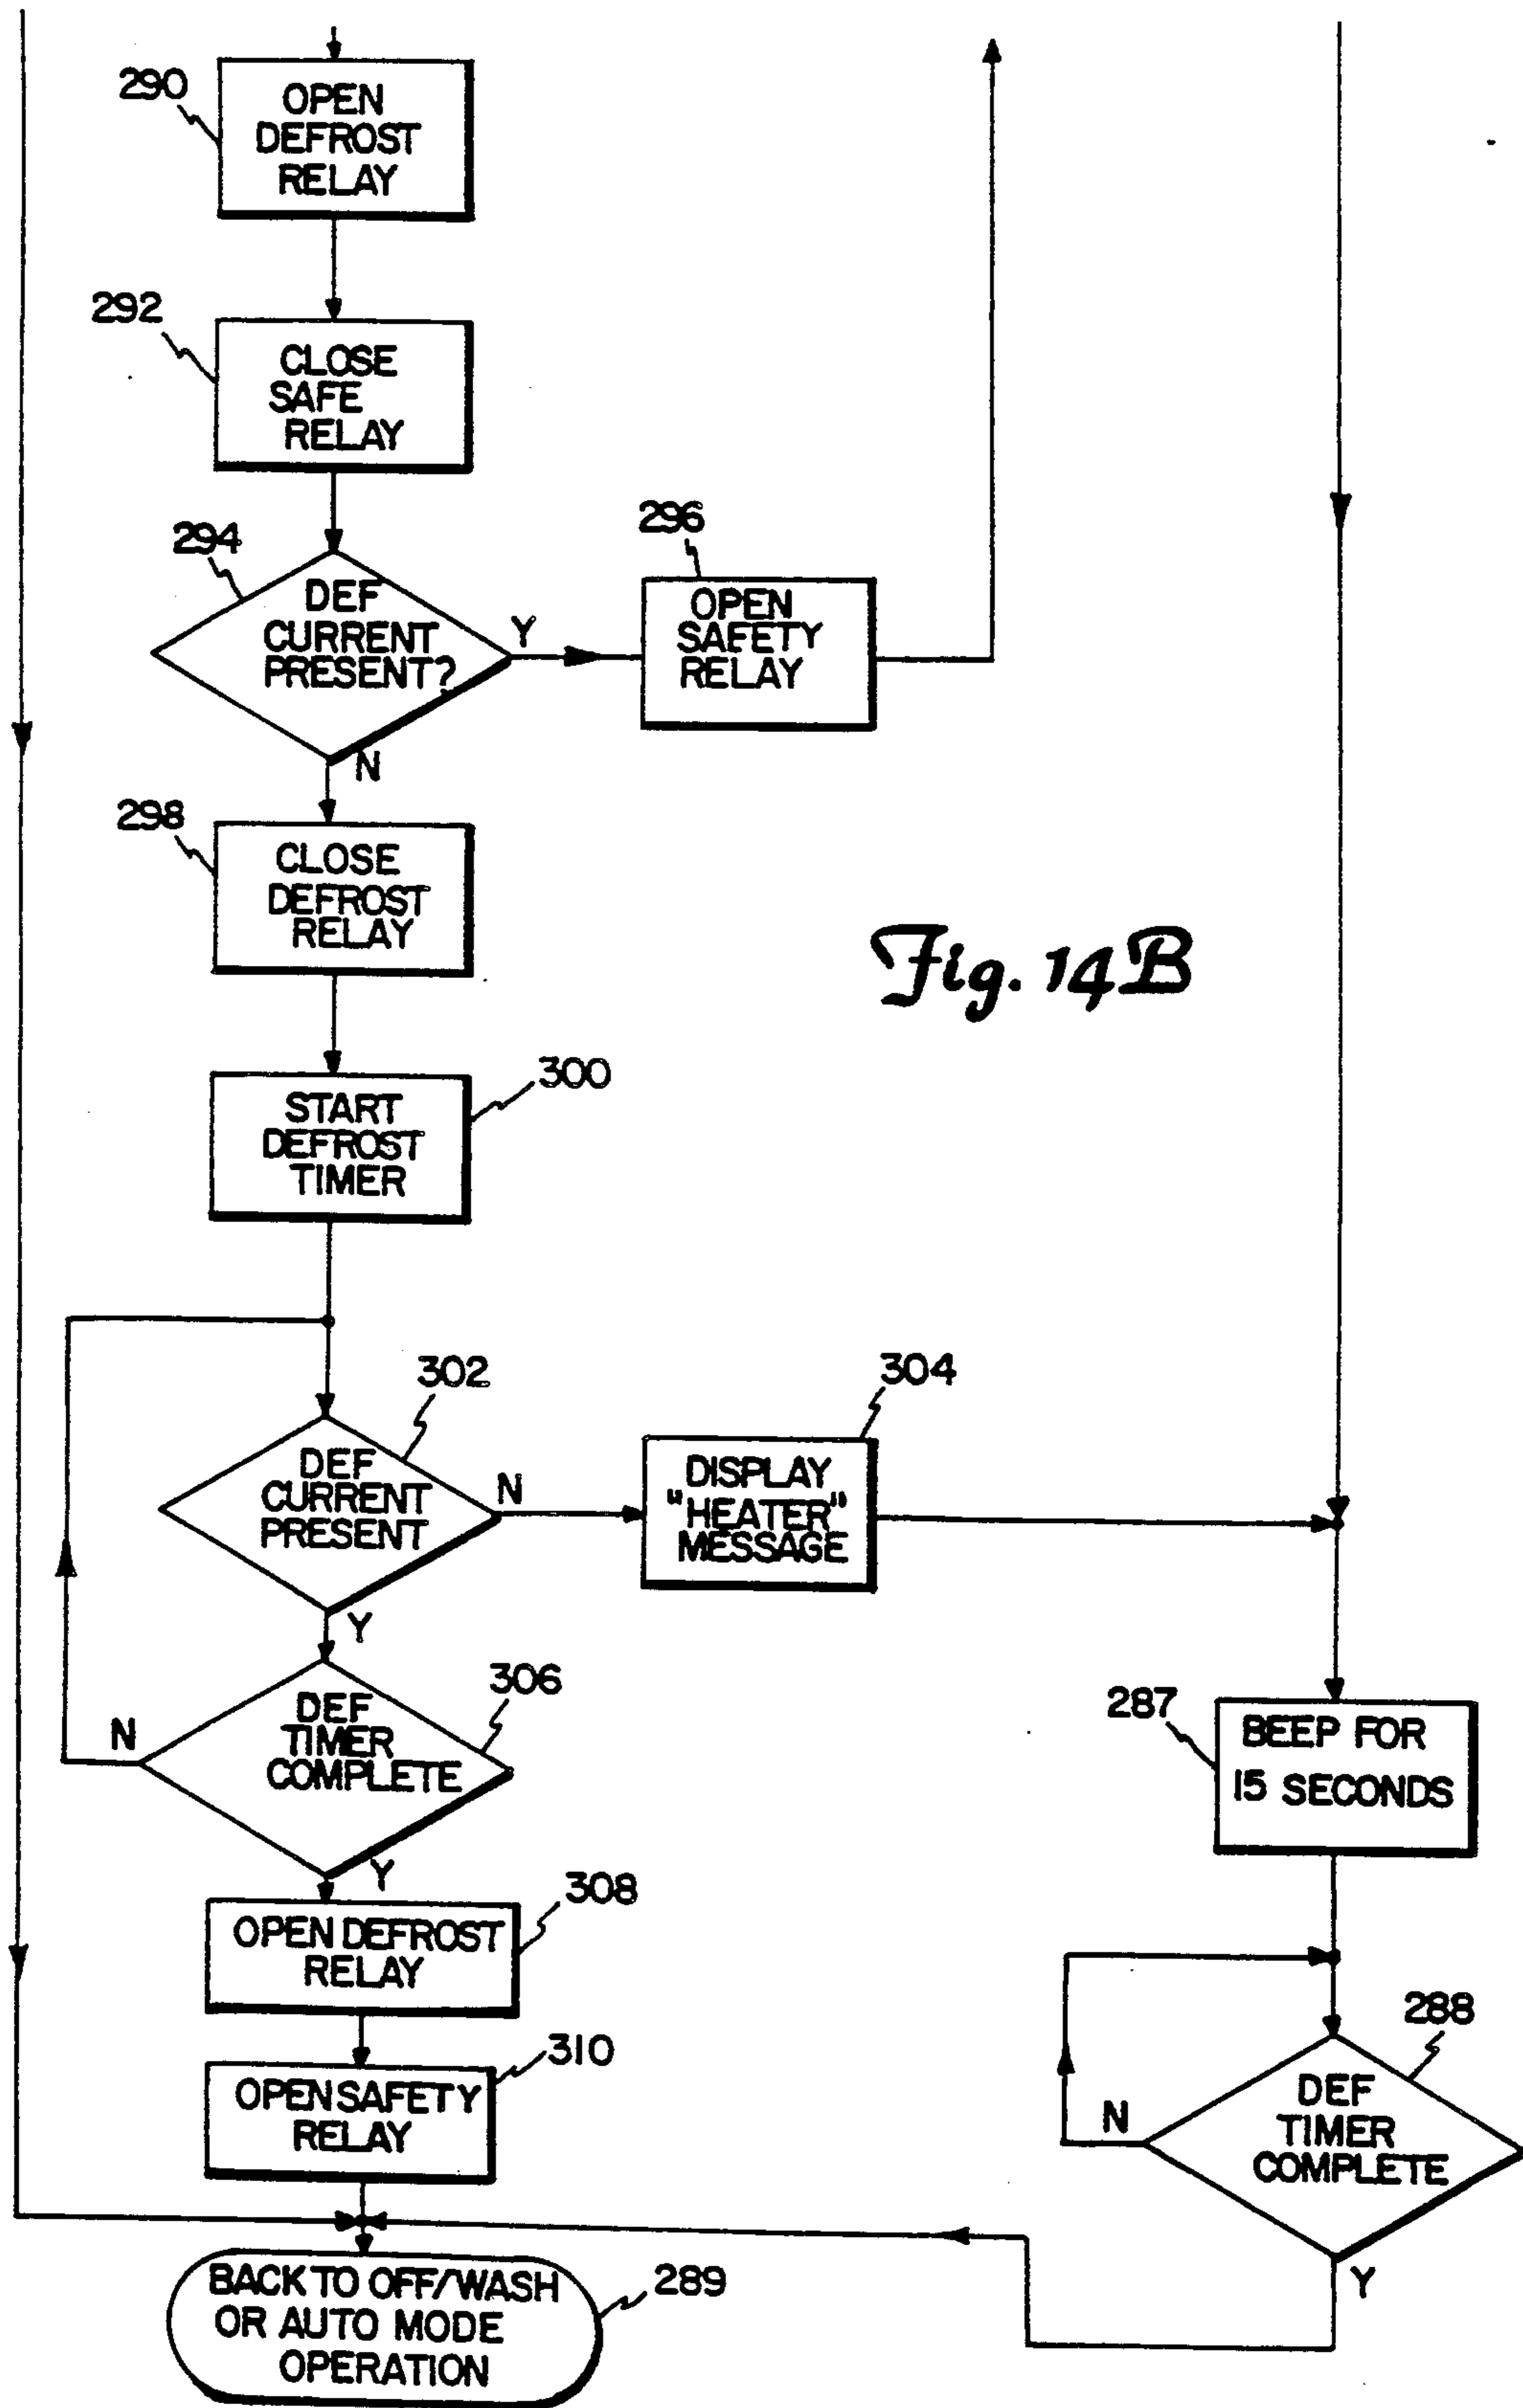 290
OPEN
DEFROST
RELAY
292
CLOSE
SAFE
RELAY
294
DEF
CURRENT
PRESENT?
Y
N
296
OPEN
SAFETY
RELAY
298
CLOSE
DEFROST
RELAY
Fig. 14B
300
START
DEFROST
TIMER
302
DEF
CURRENT
PRESENT
N
Y
304
DISPLAY
"HEATER"
MESSAGE
306
DEF
TIMER
COMPLETE
N
Y
287
BEEP FOR
15 SECONDS
308
OPEN DEFROST
RELAY
310
OPEN SAFETY
RELAY
288
DEF
TIMER
COMPLETE
N
Y
BACK TO OFF/WASH
OR AUTO MODE
OPERATION
289